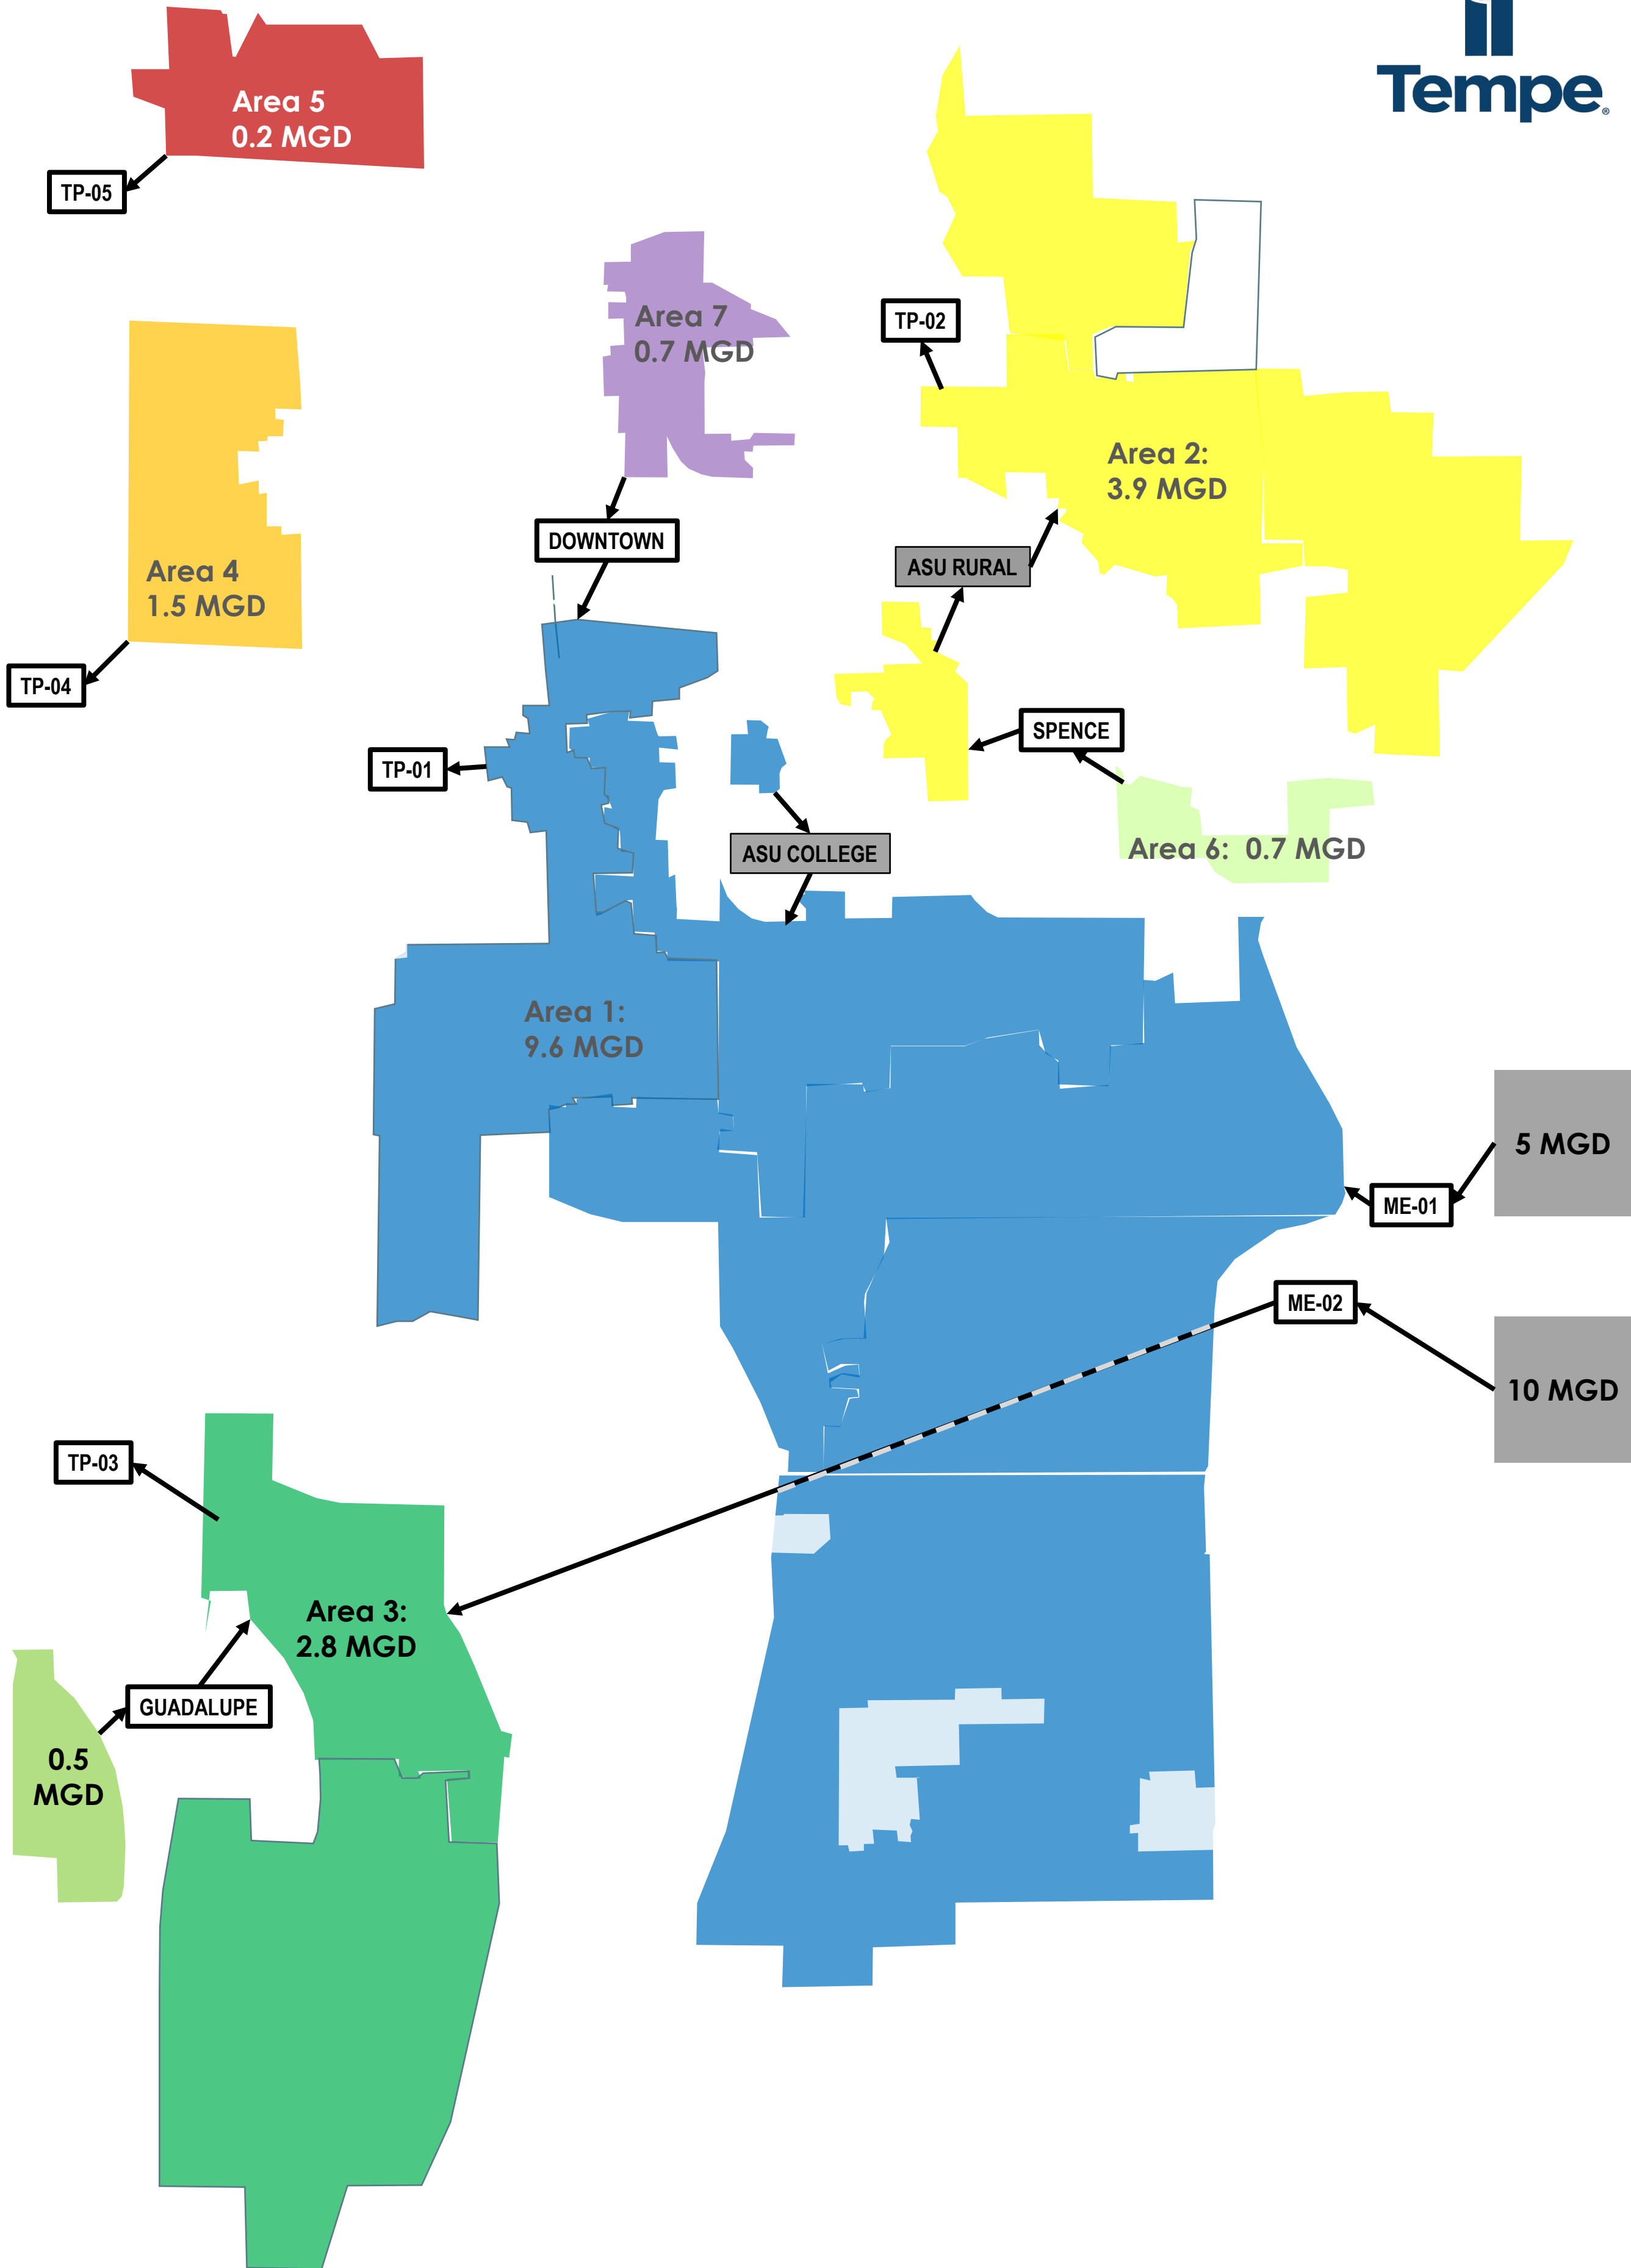 Tempe®
Area 5
0.2 MGD
TP-05
Area 7
0.7 MGD
TP-02
Area 2:
3.9 MGD
DOWNTOWN
ASU RURAL
Area 4
1.5 MGD
TP-04
SPENCE
TP-01
ASU COLLEGE
Area 6: 0.7 MGD
Area 1:
9.6 MGD
5 MGD
ME-01
ME-02
10 MGD
TP-03
Area 3:
2.8 MGD
GUADALUPE
0.5
MGD